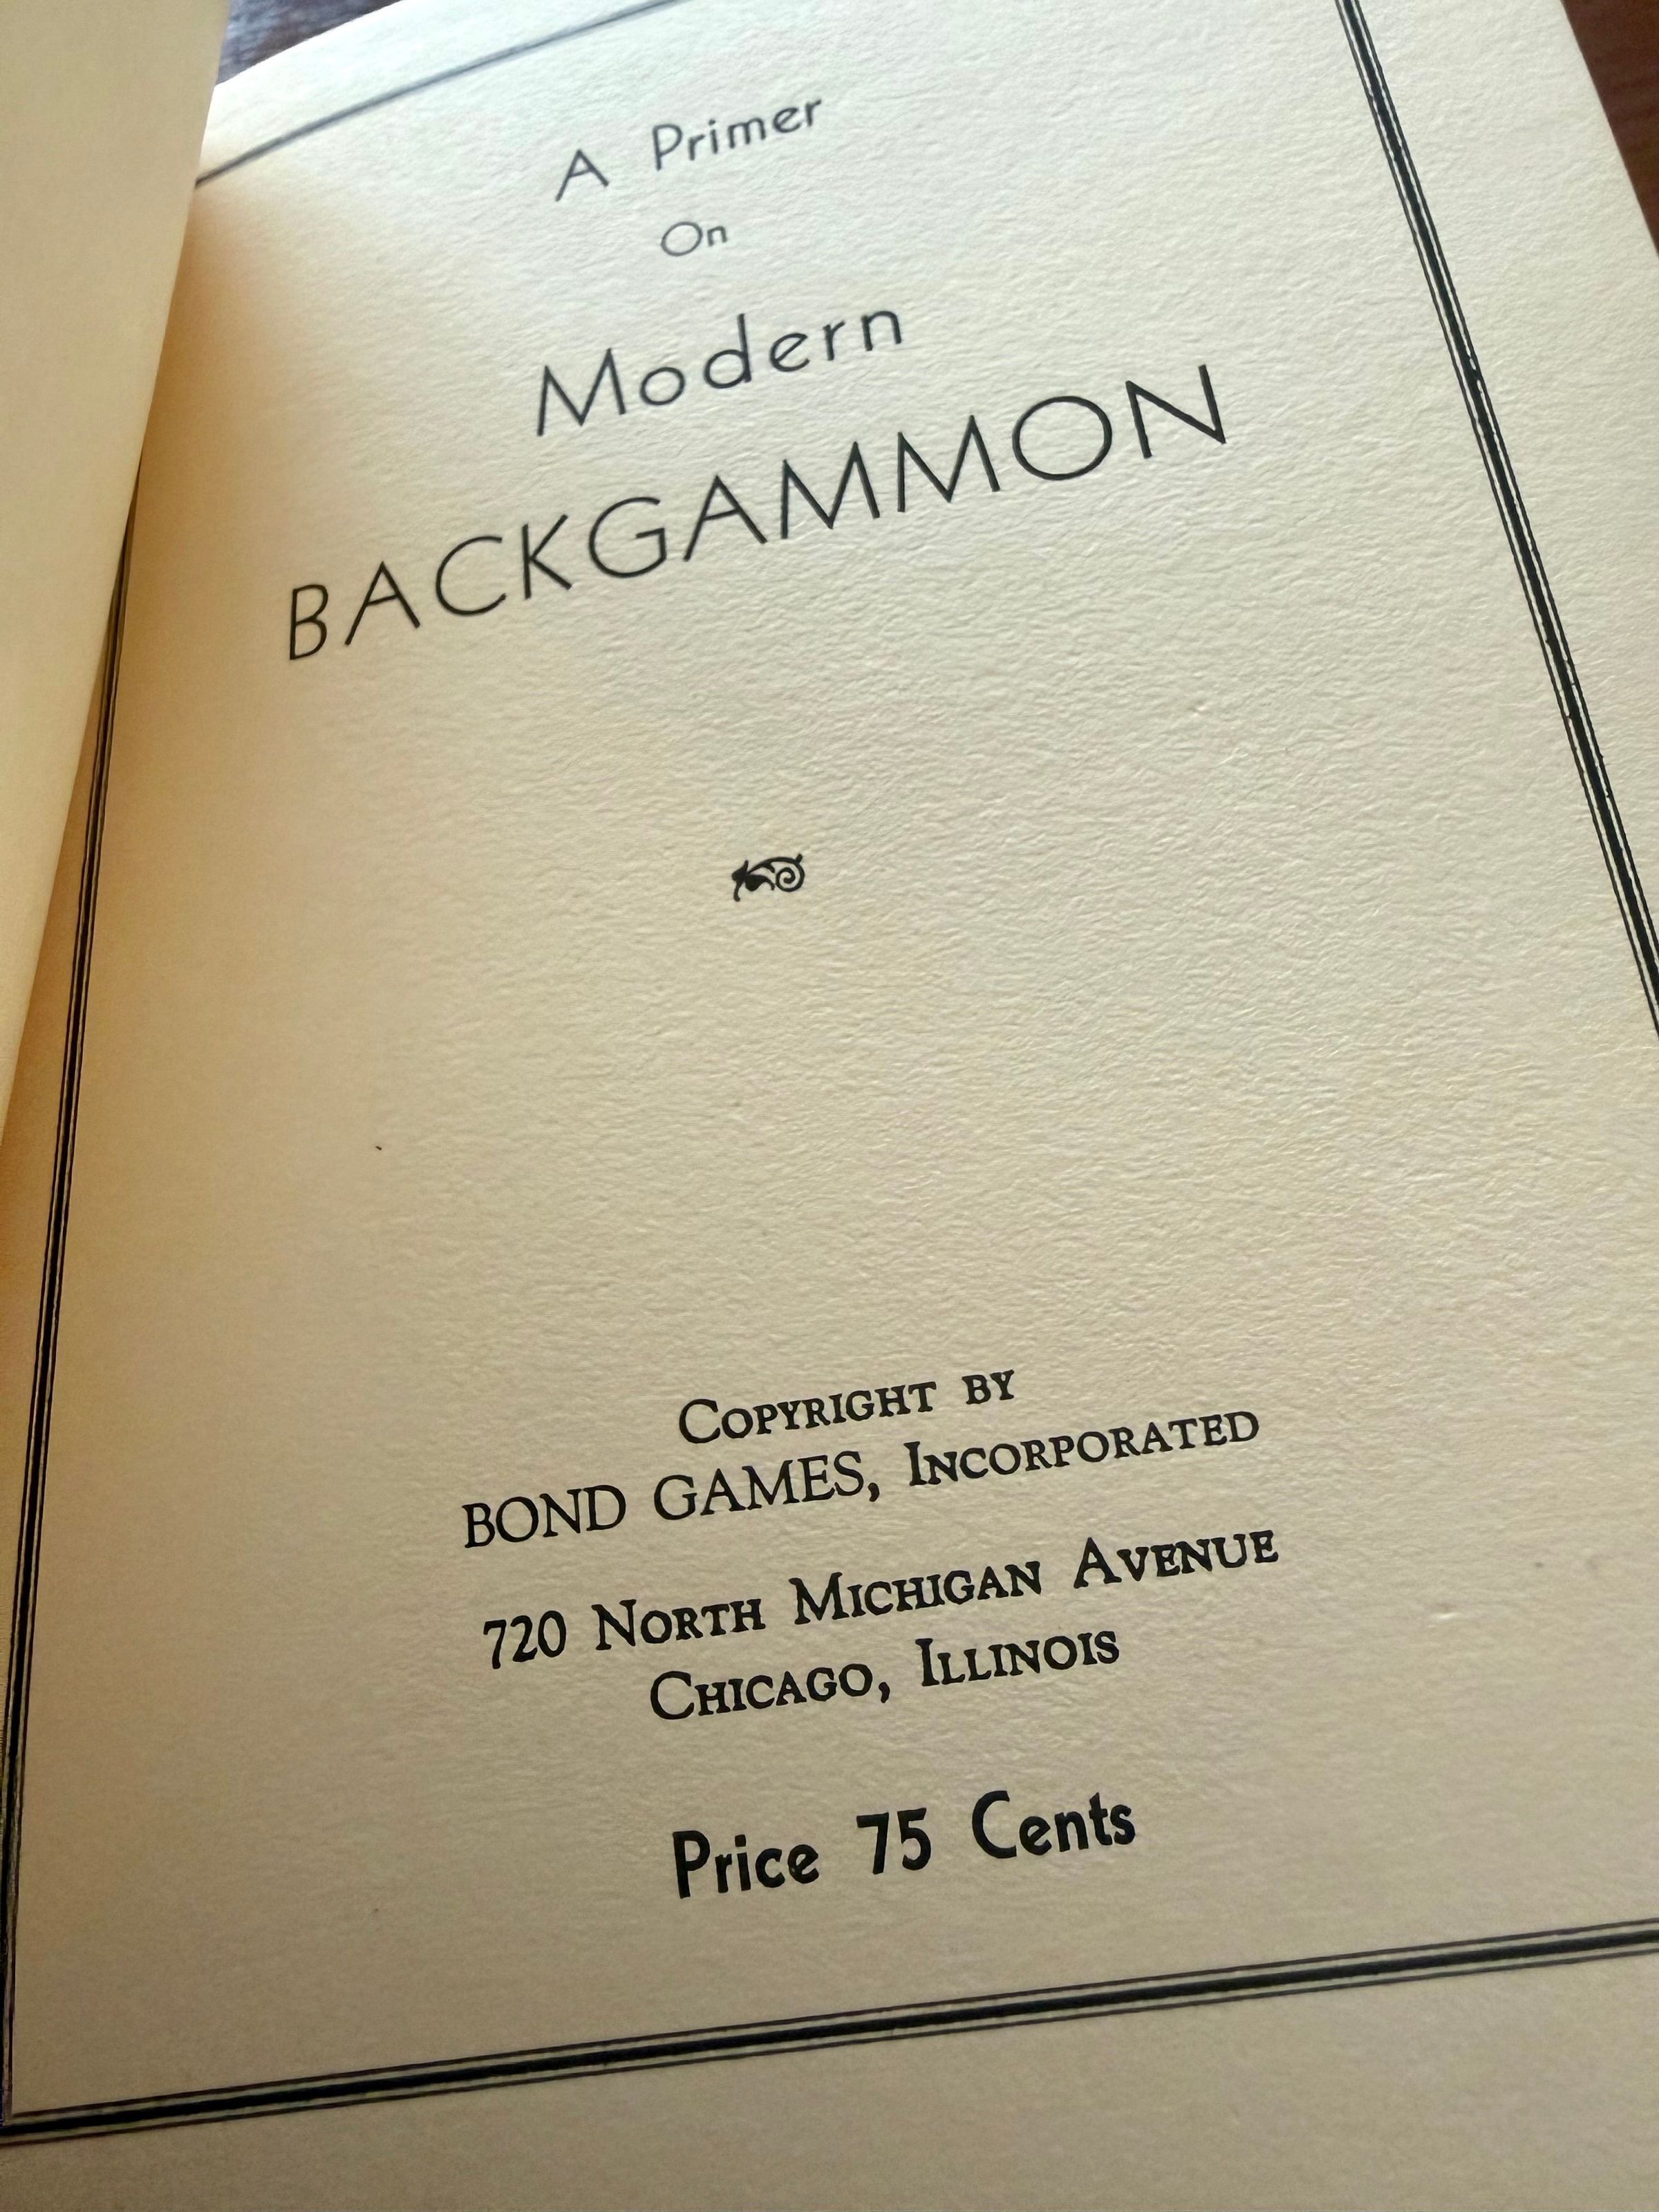 A Primer
On
Modern
BACKGAMMON
COPYRIGHT BY
BOND GAMES, INCORPORATED
720 NORTH MICHIGAN AVENUE
CHICAGO, ILLINOIS
Price 75 Cents